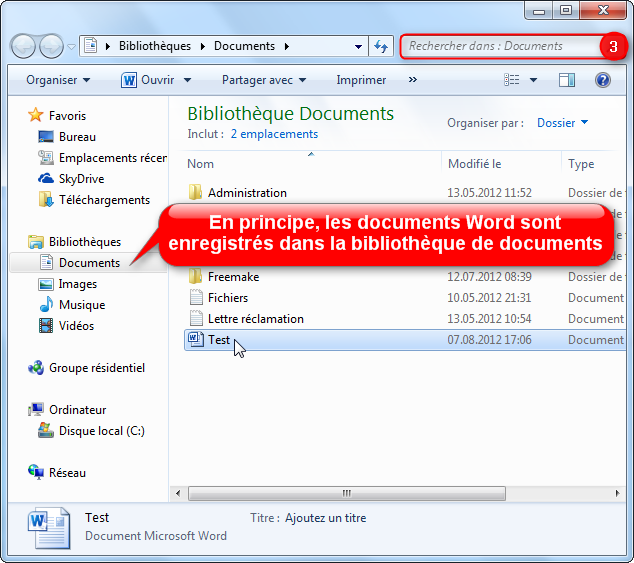 Bibliothèques Documents
Rechercher dans : Documents 3
Organiser Ouvrir Partager avec Imprimer »
Favoris
Bureau
Emplacements récen
SkyDrive
Téléchargements
Bibliothèques
Documents
Images
Musique
Vidéos
Groupe résidentiel
Ordinateur
Disque local (C:)
Réseau
Bibliothèque Documents
Inclut : 2 emplacements
Organiser par : Dossier
Nom Modifié le Type
Administration 13.05.2012 11:52 Dossier de
En principe, les documents Word sont
enregistrés dans la bibliothèque de documents
Freemake 12.07.2012 08:39 Dossier de
Fichiers 10.05.2012 21:31 Document
Lettre réclamation 13.05.2012 10:54 Document
Test 07.08.2012 17:06 Document
Test Titre : Ajoutez un titre
Document Microsoft Word